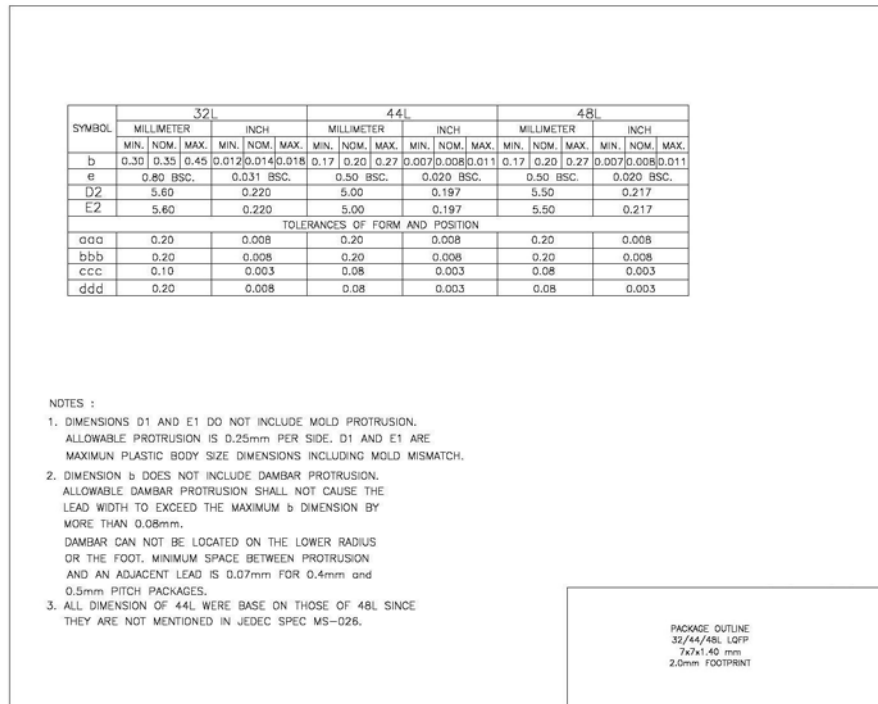 32L 44L 48L
SYMBOL MILLIMETER INCH MILLIMETER INCH MILLIMETER INCH
MIN. NOM. MAX. MIN. NOM. MAX. MIN. NOM. MAX. MIN. NOM. MAX. MIN. NOM. MAX. MIN. NOM. MAX.
b 0.30 0.35 0.45 0.012 0.014 0.018 0.17 0.20 0.27 0.007 0.008 0.011 0.17 0.20 0.27 0.007 0.008 0.011
e 0.80 BSC. 0.031 BSC. 0.50 BSC. 0.020 BSC. 0.50 BSC. 0.020 BSC.
D2 5.60 0.220 5.00 0.197 5.50 0.217
E2 5.60 0.220 5.00 0.197 5.50 0.217
TOLERANCES OF FORM AND POSITION
aaa 0.20 0.008 0.20 0.008 0.20 0.008
bbb 0.20 0.008 0.20 0.008 0.20 0.008
ccc 0.10 0.003 0.08 0.003 0.08 0.003
ddd 0.20 0.008 0.08 0.003 0.08 0.003
NOTES :
1. DIMENSIONS D1 AND E1 DO NOT INCLUDE MOLD PROTRUSION.
ALLOWABLE PROTRUSION IS 0.25mm PER SIDE. D1 AND E1 ARE
MAXIMUN PLASTIC BODY SIZE DIMENSIONS INCLUDING MOLD MISMATCH.
2. DIMENSION b DOES NOT INCLUDE DAMBAR PROTRUSION.
ALLOWABLE DAMBAR PROTRUSION SHALL NOT CAUSE THE
LEAD WIDTH TO EXCEED THE MAXIMUM b DIMENSION BY
MORE THAN 0.08mm.
DAMBAR CAN NOT BE LOCATED ON THE LOWER RADIUS
OR THE FOOT. MINIMUM SPACE BETWEEN PROTRUSION
AND AN ADJACENT LEAD IS 0.07mm FOR 0.4mm and
0.5mm PITCH PACKAGES.
3. ALL DIMENSION OF 44L WERE BASE ON THOSE OF 48L SINCE
THEY ARE NOT MENTIONED IN JEDEC SPEC MS-026.
PACKAGE OUTLINE
32/44/48L LQFP
7x7x1.40 mm
2.0mm FOOTPRINT